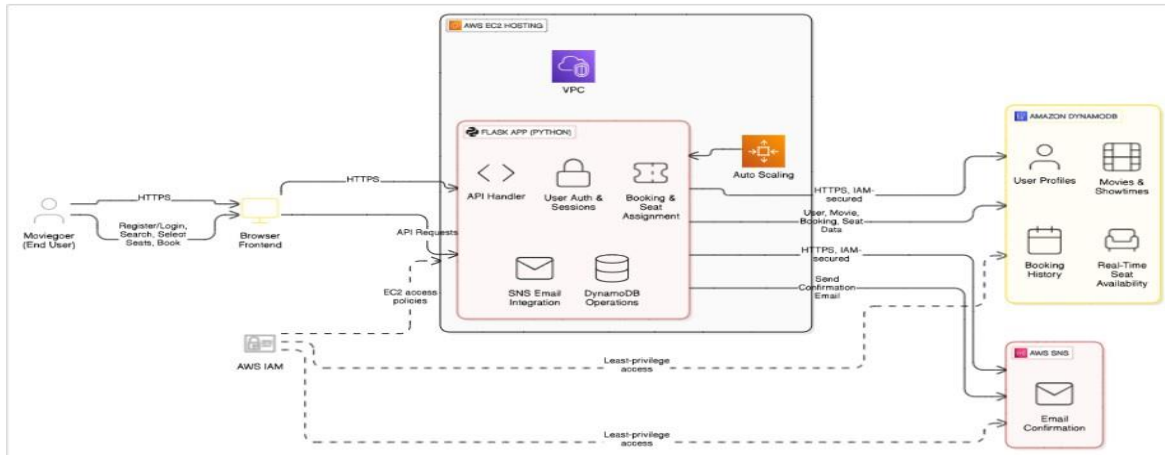 AWS EC2 HOSTING
VPC
FLASK APP (PYTHON)
API Handler
User Auth &
Sessions
Booking &
Seat
Assignment
SNS Email
Integration
DynamoDB
Operations
Auto Scaling
Moviegoer
(End User)
HTTPS
Register/Login,
Search, Select
Seats, Book
Browser
Frontend
HTTPS
API Requests
EC2 access
policies
AWS IAM
HTTPS, IAM-
secured
User, Movie,
Booking, Seat
Data
HTTPS, IAM-
secured
Send
Confirmation
Email
Least-privilege
access
Least-privilege
access
AMAZON DYNAMODB
User Profiles
Movies &
Showtimes
Booking
History
Real-Time
Seat
Availability
AWS SNS
Email
Confirmation